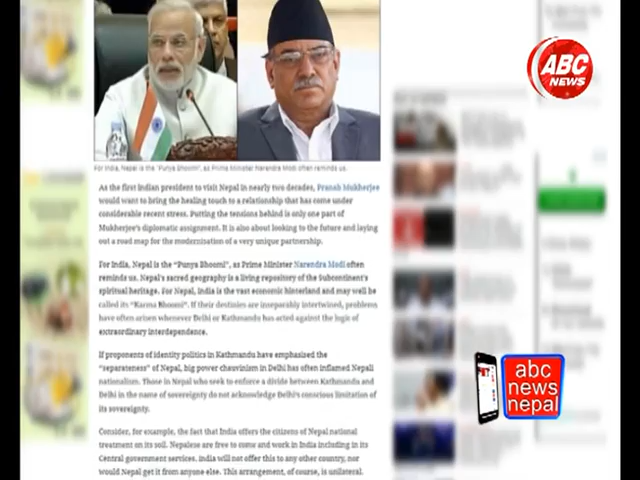 ABC
NEWS
For India, Nepal is the "Punya Bhoomi", as Prime Minister Narendra Modi often reminds us.
As the first Indian president to visit Nepal in nearly two decades, Pranab Mukherjee
would want to bring the healing touch to a relationship that has come under
considerable recent stress. Putting the tensions behind is only one part of
Mukherjee's diplomatic assignment. It is also about looking to the future and laying
out a road map for the modernisation of a very unique partnership.
For India, Nepal is the "Punya Bhoomi", as Prime Minister Narendra Modi often
reminds us. Nepal's sacred geography is a living repository of the Subcontinent's
spiritual heritage. For Nepal, India is the vast economic hinterland and may well be
called its "Karma Bhoomi". If their destinies are inseparably intertwined, problems
have often arisen whenever Delhi or Kathmandu has acted against the logic of
extraordinary interdependence.
If proponents of identity politics in Kathmandu have emphasised the
"separateness" of Nepal, big power chauvinism in Delhi has often inflamed Nepali
nationalism. Those in Nepal who seek to enforce a divide between Kathmandu and
Delhi in the name of sovereignty do not acknowledge Delhi's conscious limitation of
its sovereignty.
abc
news
nepal
Consider, for example, the fact that India offers the citizens of Nepal national
treatment on its soil. Nepalese are free to come and work in India including in its
Central government services. India will not offer this to any other country, nor
would Nepal get it from anyone else. This arrangement, of course, is unilateral.